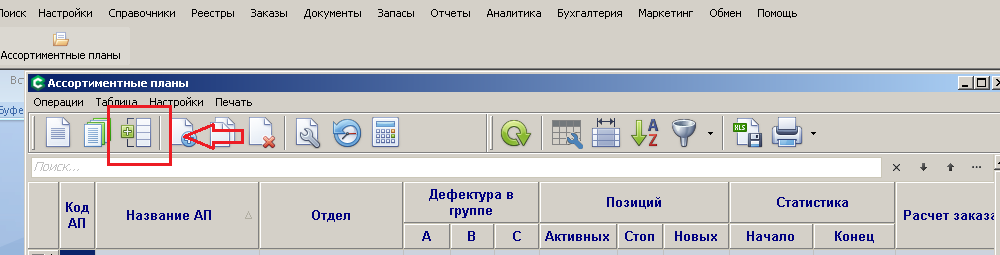 Поиск Настройки Справочники Реестры Заказы Документы Запасы Отчеты Аналитика Бухгалтерия Маркетинг Обмен Помощь
Ассортиментные планы
Вст
Ассортиментные планы
Операции Таблица Настройки Печать
Буфе
XLS
Поиск...
Код АП
Название АП
Отдел
Дефектура в группе
Позиций
Статистика
Расчет заказа
A B C Активных Стоп Новых Начало Конец